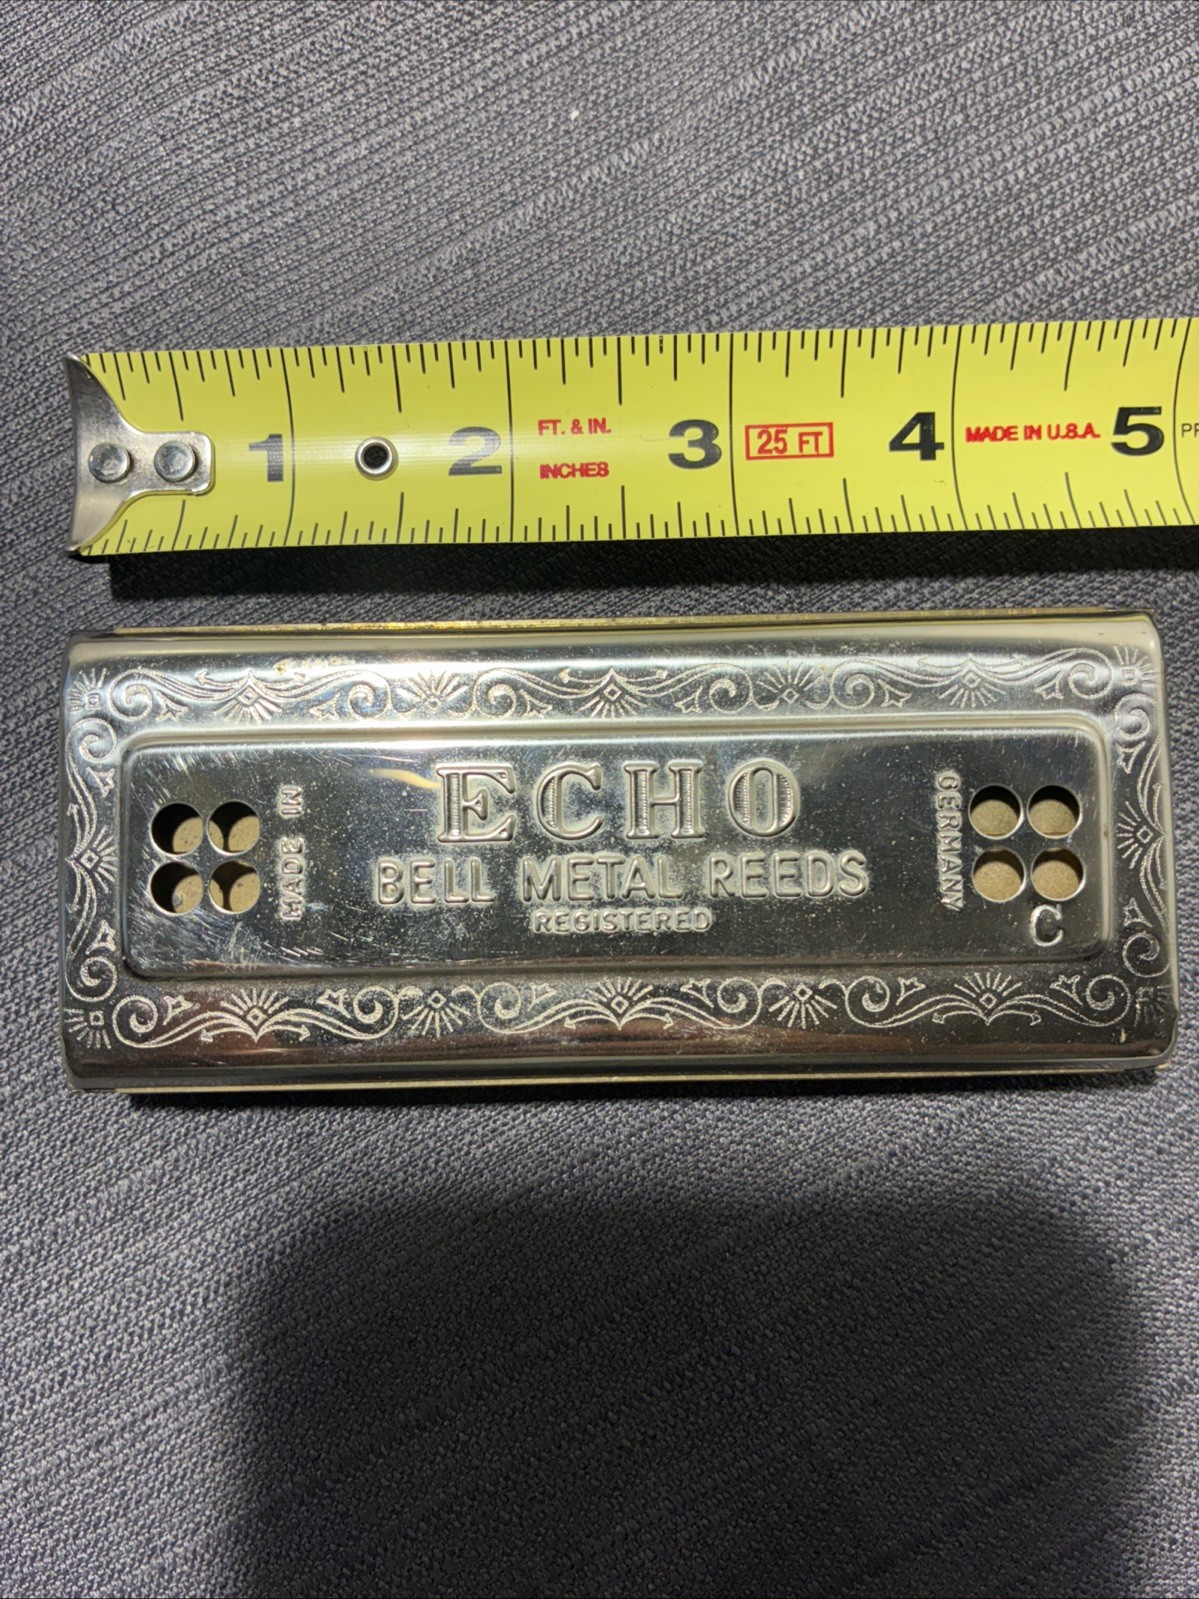 1 2 FT. & IN. 3 25 FT 4 MADE IN U.S.A. 5
INCHES
MADE IN
ECHO
GERMANY
BELL METAL REEDS
REGISTERED
C